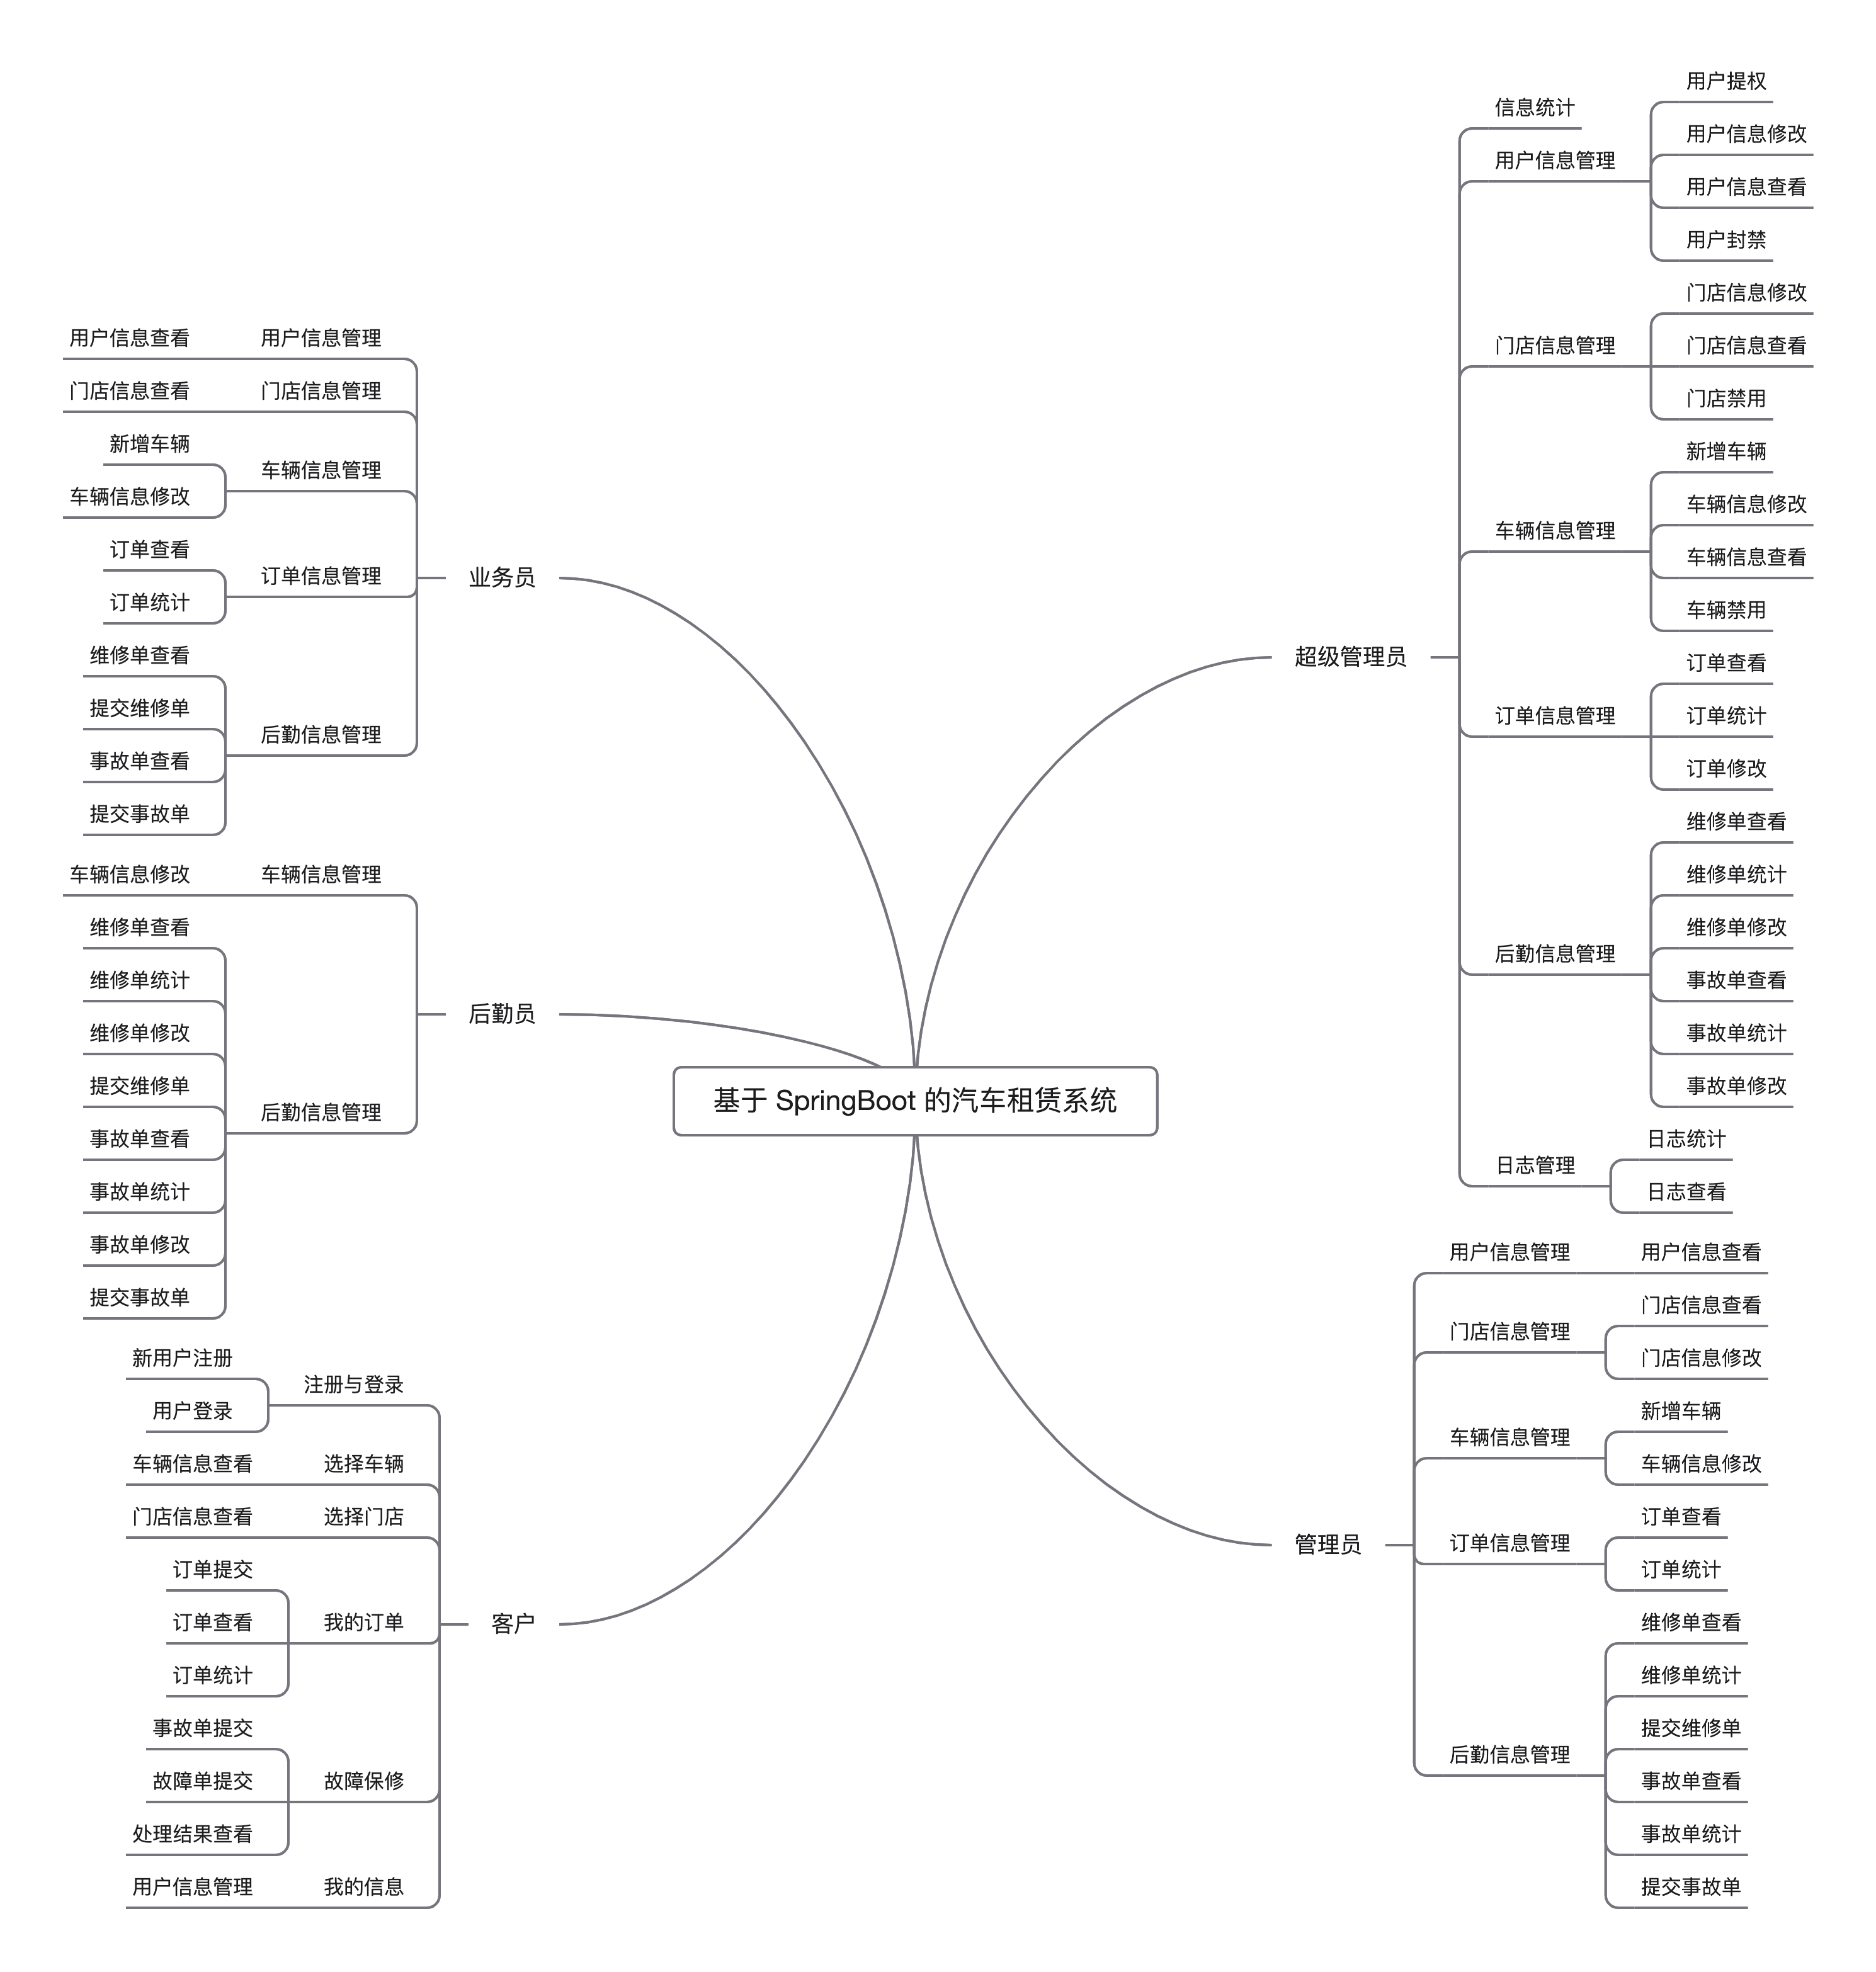 基于 SpringBoot 的汽车租赁系统
超级管理员
信息统计
用户信息管理
用户提权
用户信息修改
用户信息查看
用户封禁
门店信息管理
门店信息修改
门店信息查看
门店禁用
车辆信息管理
新增车辆
车辆信息修改
车辆信息查看
车辆禁用
订单信息管理
订单查看
订单统计
订单修改
后勤信息管理
维修单查看
维修单统计
维修单修改
事故单查看
事故单统计
事故单修改
日志管理
日志统计
日志查看
管理员
用户信息管理
用户信息查看
门店信息管理
门店信息查看
门店信息修改
车辆信息管理
新增车辆
车辆信息修改
订单信息管理
订单查看
订单统计
后勤信息管理
维修单查看
维修单统计
提交维修单
事故单查看
事故单统计
提交事故单
业务员
用户信息管理
用户信息查看
门店信息管理
门店信息查看
车辆信息管理
新增车辆
车辆信息修改
订单信息管理
订单查看
订单统计
后勤信息管理
维修单查看
提交维修单
事故单查看
提交事故单
后勤员
车辆信息管理
车辆信息修改
后勤信息管理
维修单查看
维修单统计
维修单修改
提交维修单
事故单查看
事故单统计
事故单修改
提交事故单
客户
注册与登录
新用户注册
用户登录
选择车辆
车辆信息查看
选择门店
门店信息查看
我的订单
订单提交
订单查看
订单统计
故障保修
事故单提交
故障单提交
处理结果查看
我的信息
用户信息管理